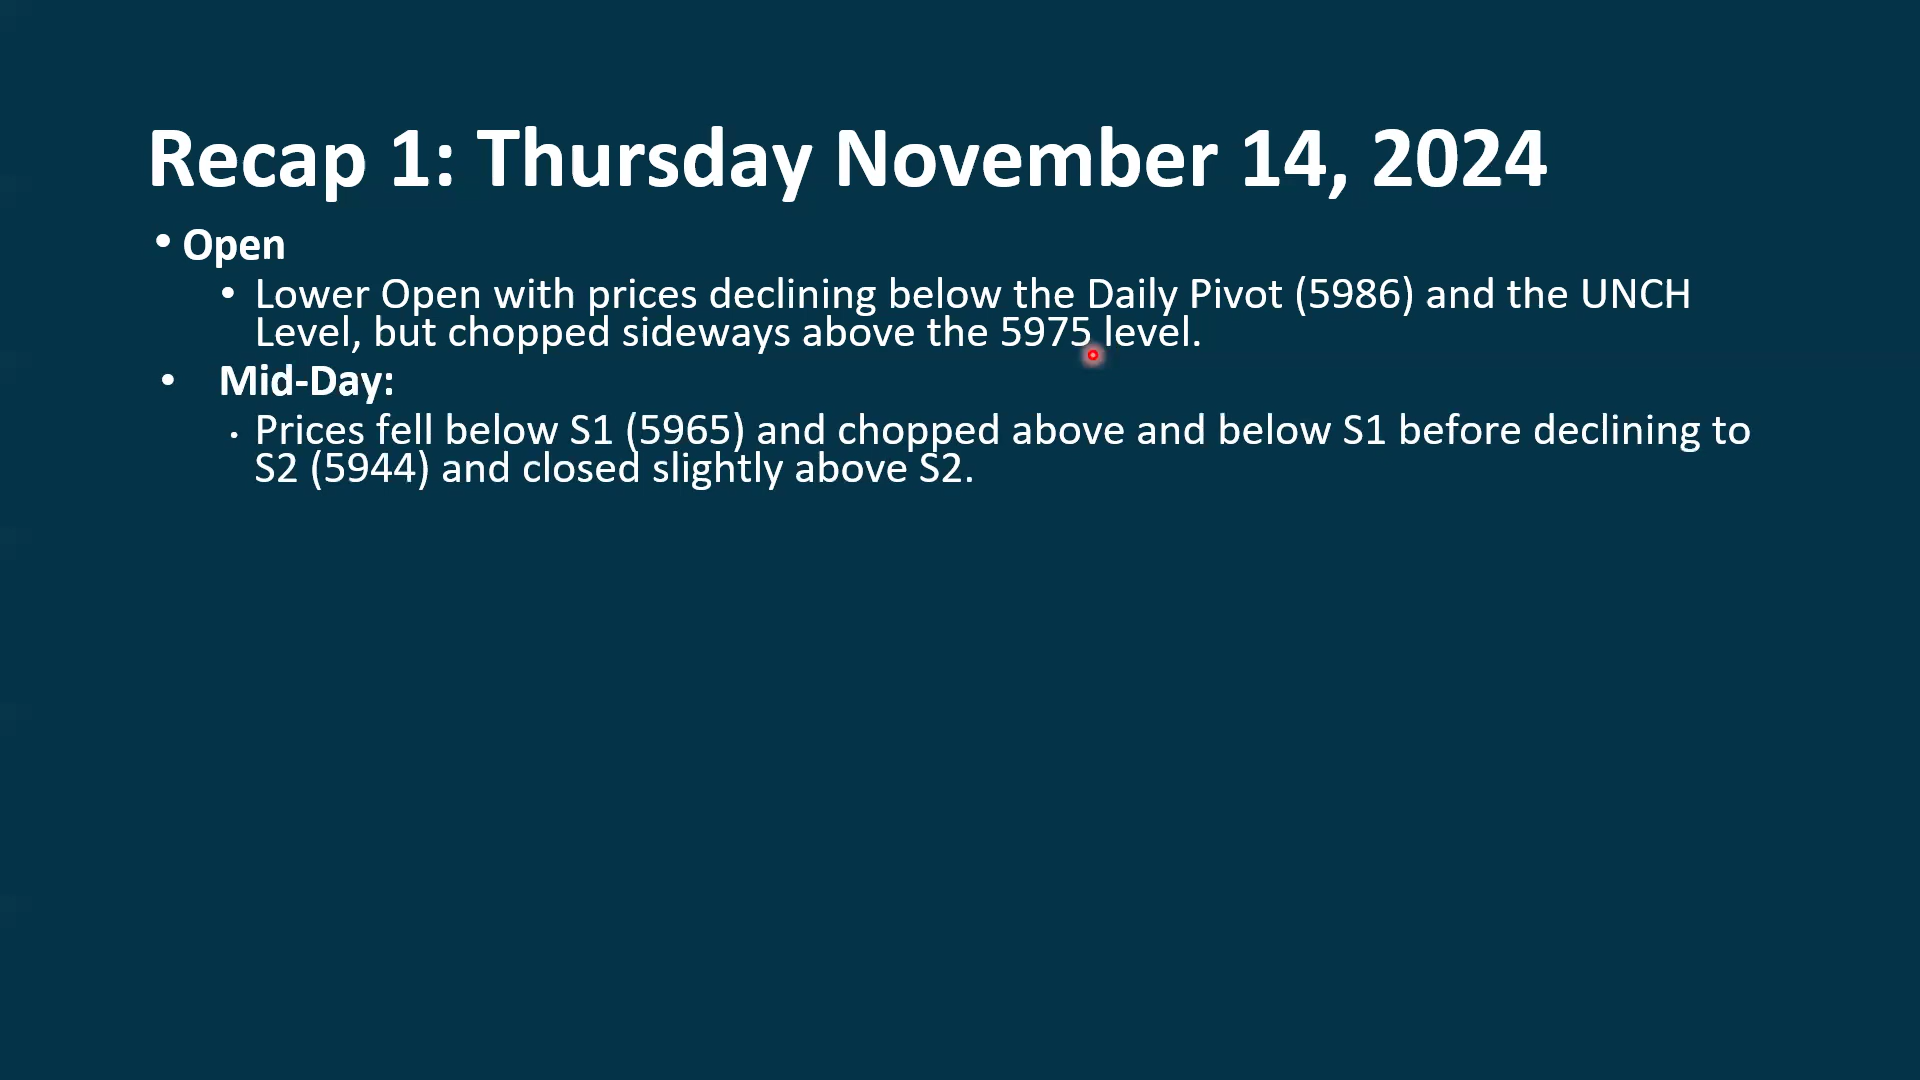 Recap 1: Thursday November 14, 2024
• Open
• Lower Open with prices declining below the Daily Pivot (5986) and the UNCH
Level, but chopped sideways above the 5975 level.
• Mid-Day:
• Prices fell below S1 (5965) and chopped above and below S1 before declining to
S2 (5944) and closed slightly above S2.